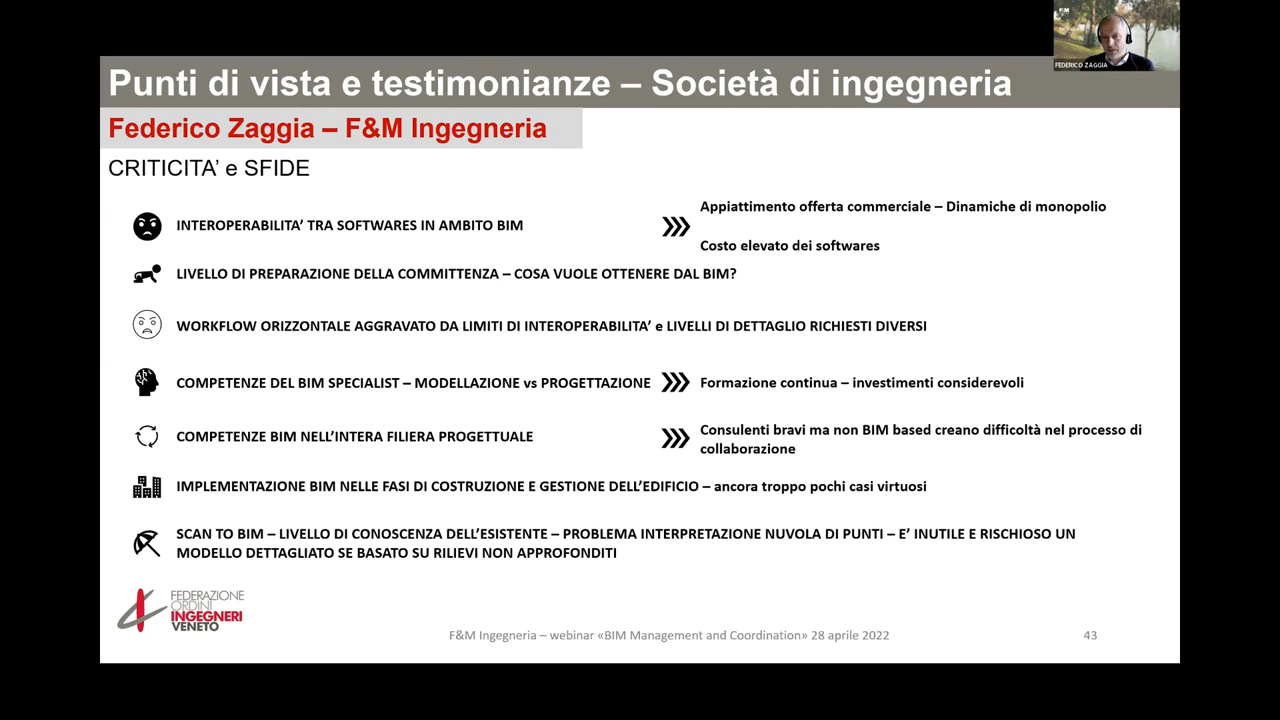 F&M
FEDERICO ZAGGIA
Punti di vista e testimonianze – Società di ingegneria
Federico Zaggia – F&M Ingegneria
CRITICITA’ e SFIDE
INTEROPERABILITA’ TRA SOFTWARES IN AMBITO BIM
Appiattimento offerta commerciale – Dinamiche di monopolio
Costo elevato dei softwares
LIVELLO DI PREPARAZIONE DELLA COMMITTENZA – COSA VUOLE OTTENERE DAL BIM?
WORKFLOW ORIZZONTALE AGGRAVATO DA LIMITI DI INTEROPERABILITA’ e LIVELLI DI DETTAGLIO RICHIESTI DIVERSI
COMPETENZE DEL BIM SPECIALIST – MODELLAZIONE vs PROGETTAZIONE
Formazione continua – investimenti considerevoli
COMPETENZE BIM NELL’INTERA FILIERA PROGETTUALE
Consulenti bravi ma non BIM based creano difficoltà nel processo di
collaborazione
IMPLEMENTAZIONE BIM NELLE FASI DI COSTRUZIONE E GESTIONE DELL’EDIFICIO – ancora troppo pochi casi virtuosi
SCAN TO BIM – LIVELLO DI CONOSCENZA DELL’ESISTENTE – PROBLEMA INTERPRETAZIONE NUVOLA DI PUNTI – E’ INUTILE E RISCHIOSO UN
MODELLO DETTAGLIATO SE BASATO SU RILIEVI NON APPROFONDITI
FEDERAZIONE
ORDINI
INGEGNERI
VENETO
F&M Ingegneria – webinar «BIM Management and Coordination» 28 aprile 2022
43